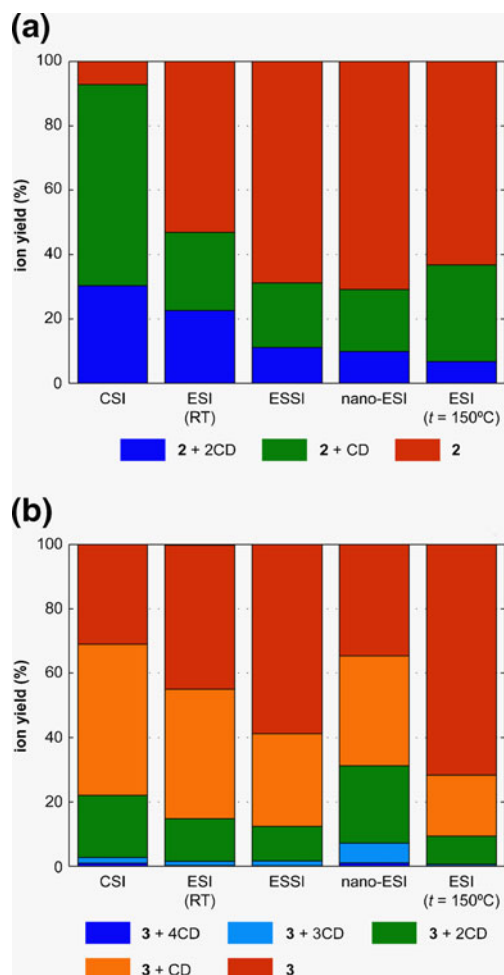 (a)
100
80
60
40
20
0
ion yield (%)
CSI ESI ESSI nano-ESI ESI
(RT) (t = 150ºC)
2 + 2CD 2 + CD 2
(b)
100
80
60
40
20
0
ion yield (%)
CSI ESI ESSI nano-ESI ESI
(RT) (t = 150ºC)
3 + 4CD 3 + 3CD 3 + 2CD
3 + CD 3